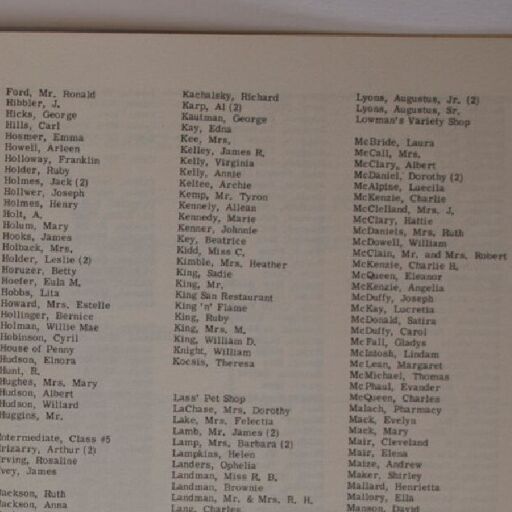 Ford, Mr. Ronald
Hibbler, J.
Hicks, George
Hills, Carl
Hosmer, Emma
Howell, Arleen
Holloway, Franklin
Holder, Ruby
Holmes, Jack (2)
Hollwer, Joseph
Holmes, Henry
Holt, A.
Holum, Mary
Hooks, James
Holback, Mrs.
Holder, Leslie (2)
Horuzer, Betty
Hoefer, Eula M.
Hobbs, Lita
Howard, Mrs. Estelle
Hollinger, Bernice
Holman, Willie Mae
Hobinson, Cyril
House of Penny
Hudson, Elnora
Hunt, R.
Hughes, Mrs. Mary
Hudson, Albert
Hudson, Willard
Huggins, Mr.
Intermediate, Class #5
Irizarry, Arthur (2)
Irving, Rosaline
Ivey, James
Jackson, Ruth
Jackson, Anna
Kachalsky, Richard
Karp, Al (2)
Kaufman, George
Kay, Edna
Kee, Mrs.
Kelley, James R.
Kelly, Virginia
Kelly, Annie
Keltee, Archie
Kemp, Mr. Tyron
Kennely, Allean
Kennedy, Marie
Kenner, Johnnie
Key, Beatrice
Kidd, Miss C.
Kimble, Mrs. Heather
King, Sadie
King, Mr.
King San Restaurant
King 'n' Flame
King, Ruby
King, Mrs. M.
King, William D.
Knight, William
Kocsis, Theresa
Lass' Pet Shop
LaChase, Mrs. Dorothy
Lake, Mrs. Felectia
Lamb, Mr. James (2)
Lamp, Mrs. Barbara (2)
Lampkins, Helen
Landers, Ophelia
Landman, Miss R. B.
Landman, Brownie
Landman, Mr. & Mrs. R. H.
Lang, Charles
Lyons, Augustus, Jr. (2)
Lyons, Augustus, Sr.
Lowman's Variety Shop
McBride, Laura
McCall, Mrs.
McClary, Albert
McDaniel, Dorothy (2)
McAlpine, Luecila
McKenzie, Charlie
McClelland, Mrs. J.
McClary, Hattie
McDaniels, Mrs. Ruth
McDowell, William
McClain, Mr. and Mrs. Robert
McKenzie, Charlie H.
McQueen, Eleanor
McKenzie, Angelia
McDuffy, Joseph
McKay, Lucretia
McDonald, Satira
McDuffy, Carol
McFall, Gladys
McIntosh, Lindam
McLean, Margaret
McMichael, Thomas
McPhaul, Evander
McQueen, Charles
Malach, Pharmacy
Mack, Evelyn
Mack, Mary
Mair, Cleveland
Mair, Elena
Maize, Andrew
Maker, Shirley
Mallard, Henrietta
Mallory, Ella
Manson, David